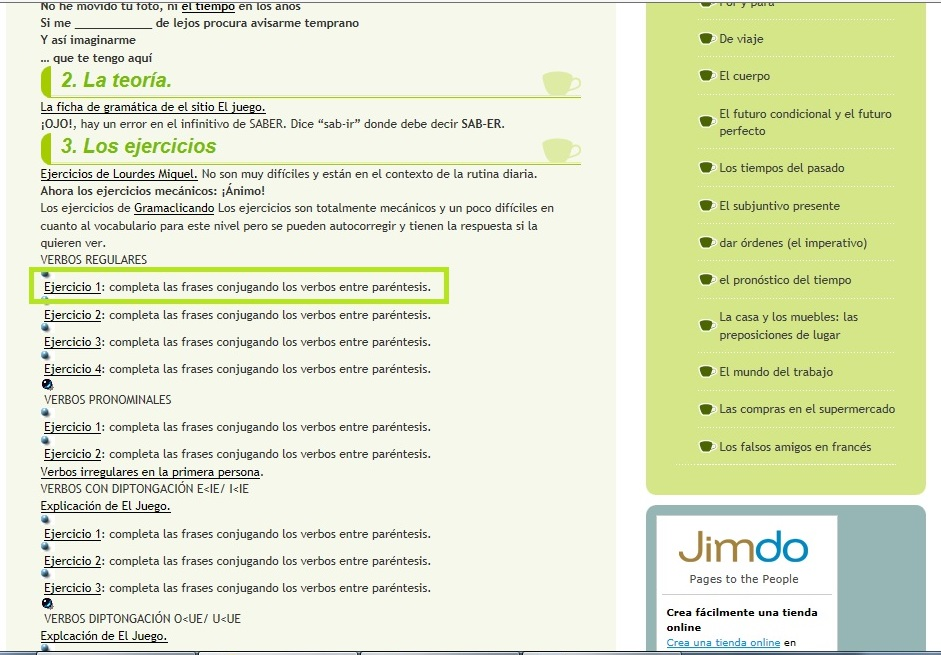 No he movido tu foto, ni el tiempo en los años
Si me ____________ de lejos procura avisarme temprano
Y así imaginarme
... que te tengo aquí
2. La teoría.
La ficha de gramática de el sitio El juego.
¡OJO!, hay un error en el infinitivo de SABER. Dice “sab-ir” donde debe decir SAB-ER.
3. Los ejercicios
Ejercicios de Lourdes Miquel. No son muy difíciles y están en el contexto de la rutina diaria.
Ahora los ejercicios mecánicos: ¡Ánimo!
Los ejercicios de Gramaclicando Los ejercicios son totalmente mecánicos y un poco difíciles en
cuanto al vocabulario para este nivel pero se pueden autocorregir y tienen la respuesta si la
quieren ver.
VERBOS REGULARES
Ejercicio 1: completa las frases conjugando los verbos entre paréntesis.
Ejercicio 2: completa las frases conjugando los verbos entre paréntesis.
Ejercicio 3: completa las frases conjugando los verbos entre paréntesis.
Ejercicio 4: completa las frases conjugando los verbos entre paréntesis.
VERBOS PRONOMINALES
Ejercicio 1: completa las frases conjugando los verbos entre paréntesis.
Ejercicio 2: completa las frases conjugando los verbos entre paréntesis.
Verbos irregulares en la primera persona.
VERBOS CON DIPTONGACIÓN E<IE/ I<IE
Explicación de El Juego.
Ejercicio 1: completa las frases conjugando los verbos entre paréntesis.
Ejercicio 2: completa las frases conjugando los verbos entre paréntesis.
Ejercicio 3: completa las frases conjugando los verbos entre paréntesis.
VERBOS DIPTONGACIÓN O<UE/ U<UE
Explcación de El Juego.
Por y para
De viaje
El cuerpo
El futuro condicional y el futuro
perfecto
Los tiempos del pasado
El subjuntivo presente
dar órdenes (el imperativo)
el pronóstico del tiempo
La casa y los muebles: las
preposiciones de lugar
El mundo del trabajo
Las compras en el supermercado
Los falsos amigos en francés
Jimdo
Pages to the People
Crea fácilmente una tienda
online
Crea una tienda online en